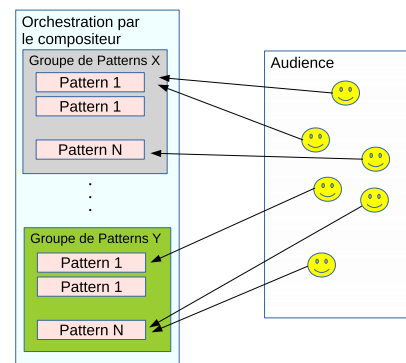 Orchestration par
le compositeur
Groupe de Patterns X
Pattern 1
Pattern 1
Pattern N
Groupe de Patterns Y
Pattern 1
Pattern 1
Pattern N
Audience